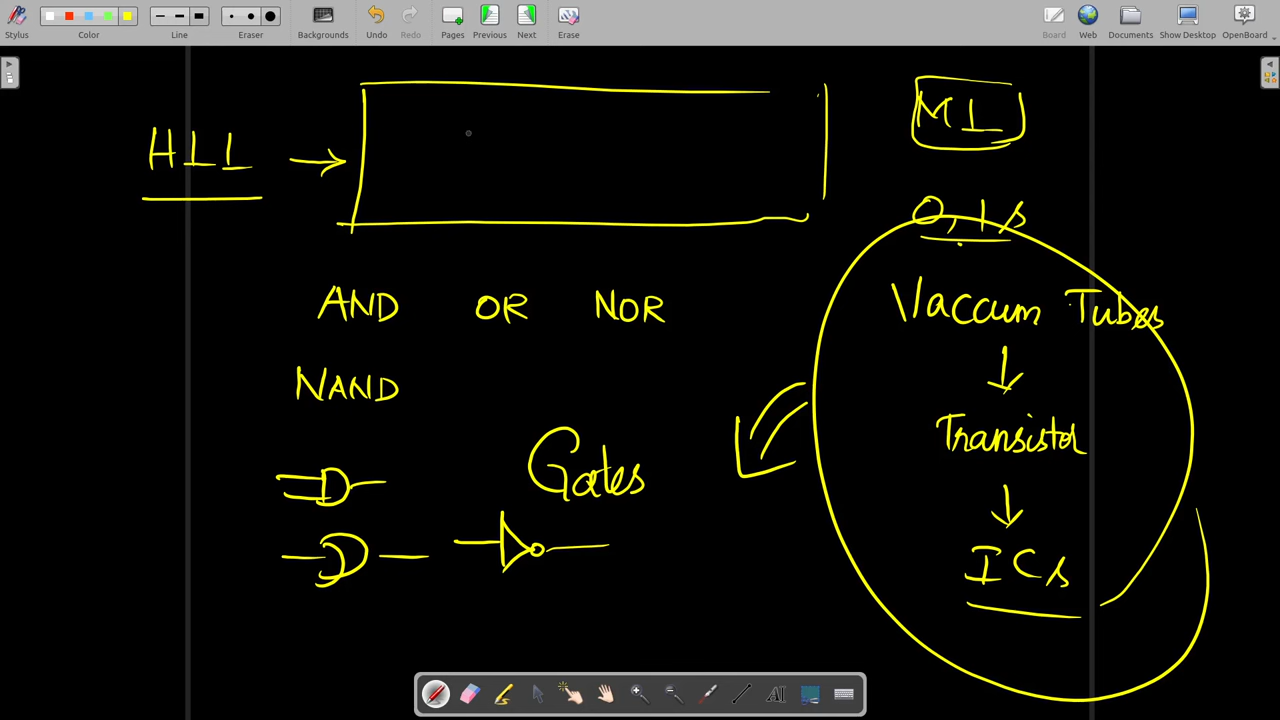 Stylus Color Line Eraser Backgrounds Undo Redo Pages Previous Next Erase Board Web Documents Show Desktop OpenBoard
HLL
ML
0, 1 s
AND OR NOR
NAND
Gates
Vaccum Tubes
Transistor
ICs